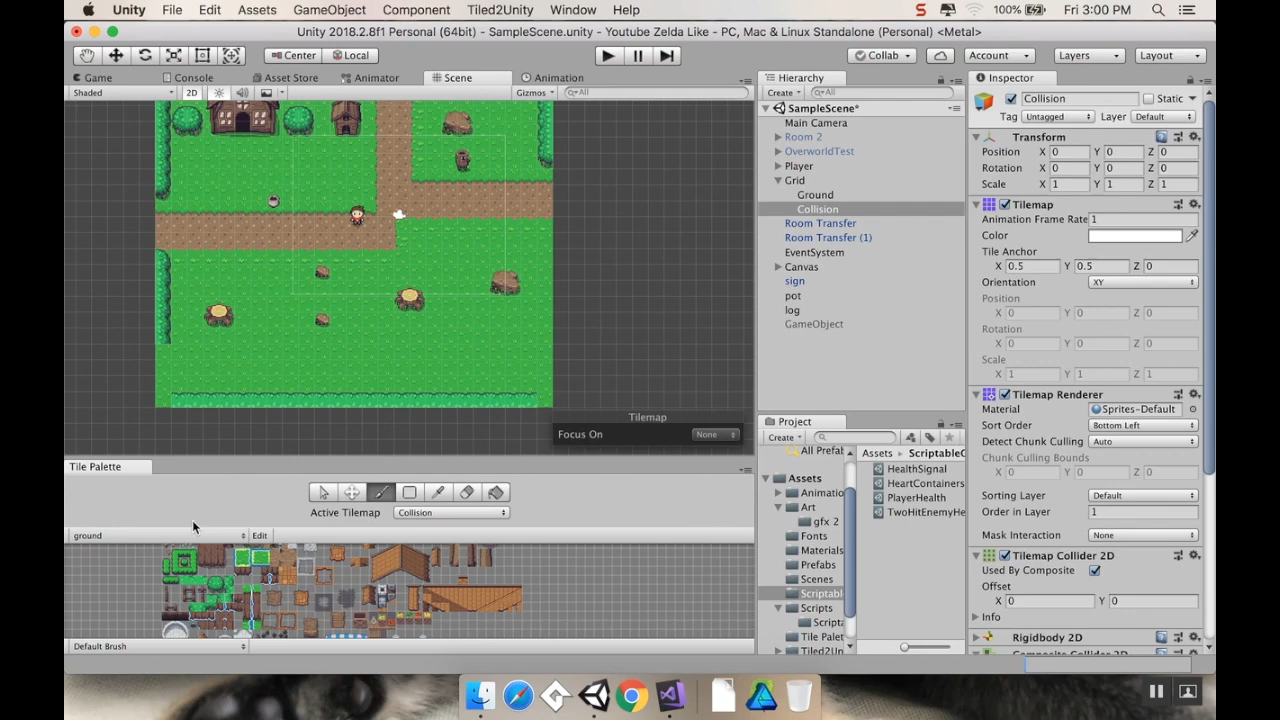 Unity File Edit Assets GameObject Component Tiled2Unity Window Help 100% Fri 3:00 PM
Unity 2018.2.8f1 Personal (64bit) - SampleScene.unity - Youtube Zelda Like - PC, Mac & Linux Standalone (Personal) <Metal>
Center Local Collab Account Layers Layout
Game Console Asset Store Animator Scene Animation
Shaded 2D Gizmos All
Tilemap
Focus On None
Tile Palette
Active Tilemap Collision
ground Edit
Default Brush
Hierarchy
Create All
SampleScene*
Main Camera
Room 2
OverworldTest
Player
Grid
Ground
Collision
Room Transfer
Room Transfer (1)
EventSystem
Canvas
sign
pot
log
GameObject
Project
Create
All Prefab
Assets
Animatio
Art
gfx 2
Fonts
Materials
Prefabs
Scenes
Scriptab
Scripts
Scripta
Tile Palet
Tiled2Uni
Assets ScriptableO
HealthSignal
HeartContainers
PlayerHealth
TwoHitEnemyHe
Inspector
Collision Static
Tag Untagged Layer Default
Transform
Position X 0 Y 0 Z 0
Rotation X 0 Y 0 Z 0
Scale X 1 Y 1 Z 1
Tilemap
Animation Frame Rate 1
Color
Tile Anchor
X 0.5 Y 0.5 Z 0
Orientation XY
Position
X 0 Y 0 Z 0
Rotation
X 0 Y 0 Z 0
Scale
X 1 Y 1 Z 1
Tilemap Renderer
Material Sprites-Default
Sort Order Bottom Left
Detect Chunk Culling Auto
Chunk Culling Bounds
X 0 Y 0 Z 0
Sorting Layer Default
Order in Layer 1
Mask Interaction None
Tilemap Collider 2D
Used By Composite
Offset
X 0 Y 0
Info
Rigidbody 2D
Composite Collider 2D